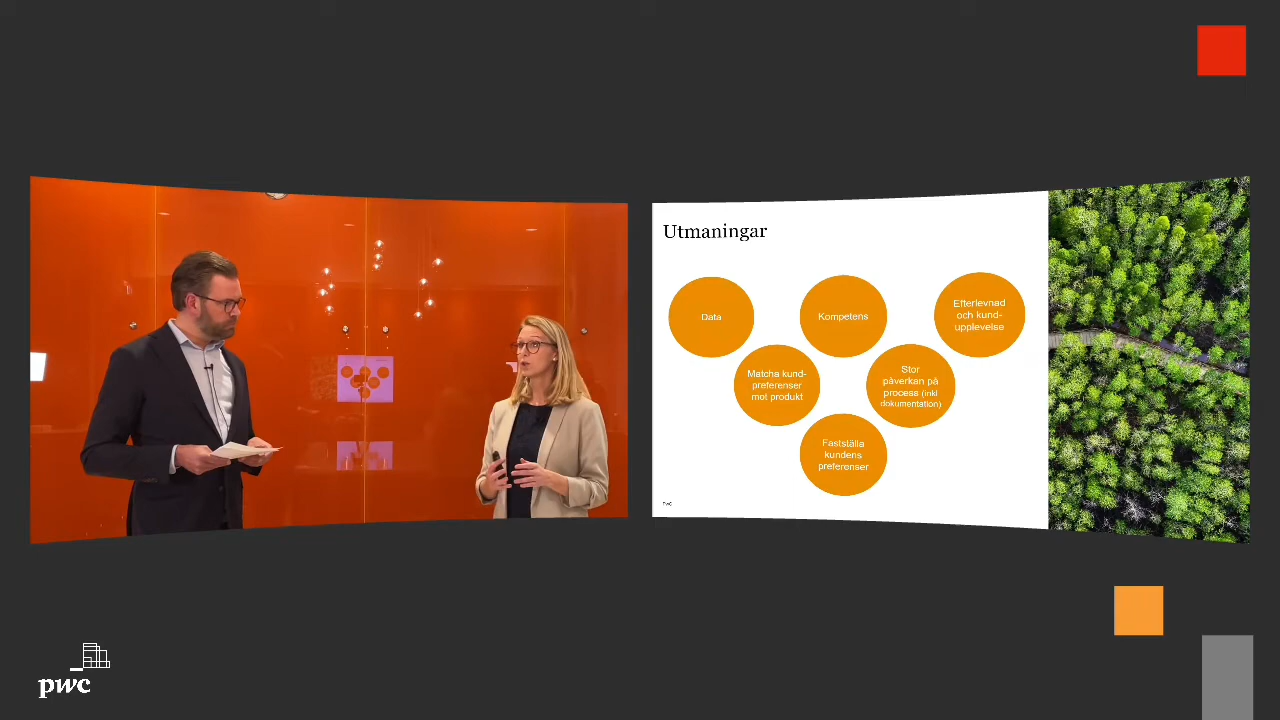 Utmaningar
Data
Kompetens
Efterlevnad
och kund-
upplevelse
Matcha kund-
preferenser
mot produkt
Stor
påverkan på
process (inkl
dokumentation)
Fastställa
kundens
preferenser
PwC
pwc